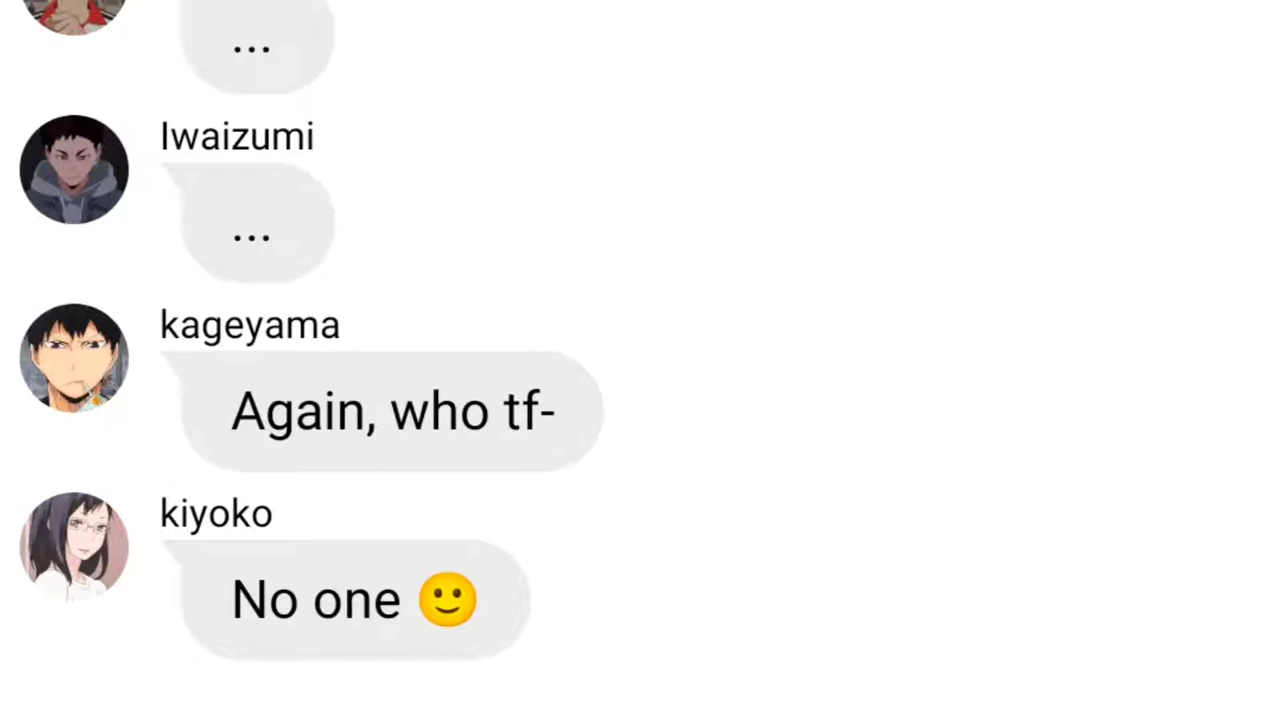 ...
Iwaizumi
...
kageyama
Again, who tf-
kiyoko
No one 🙂